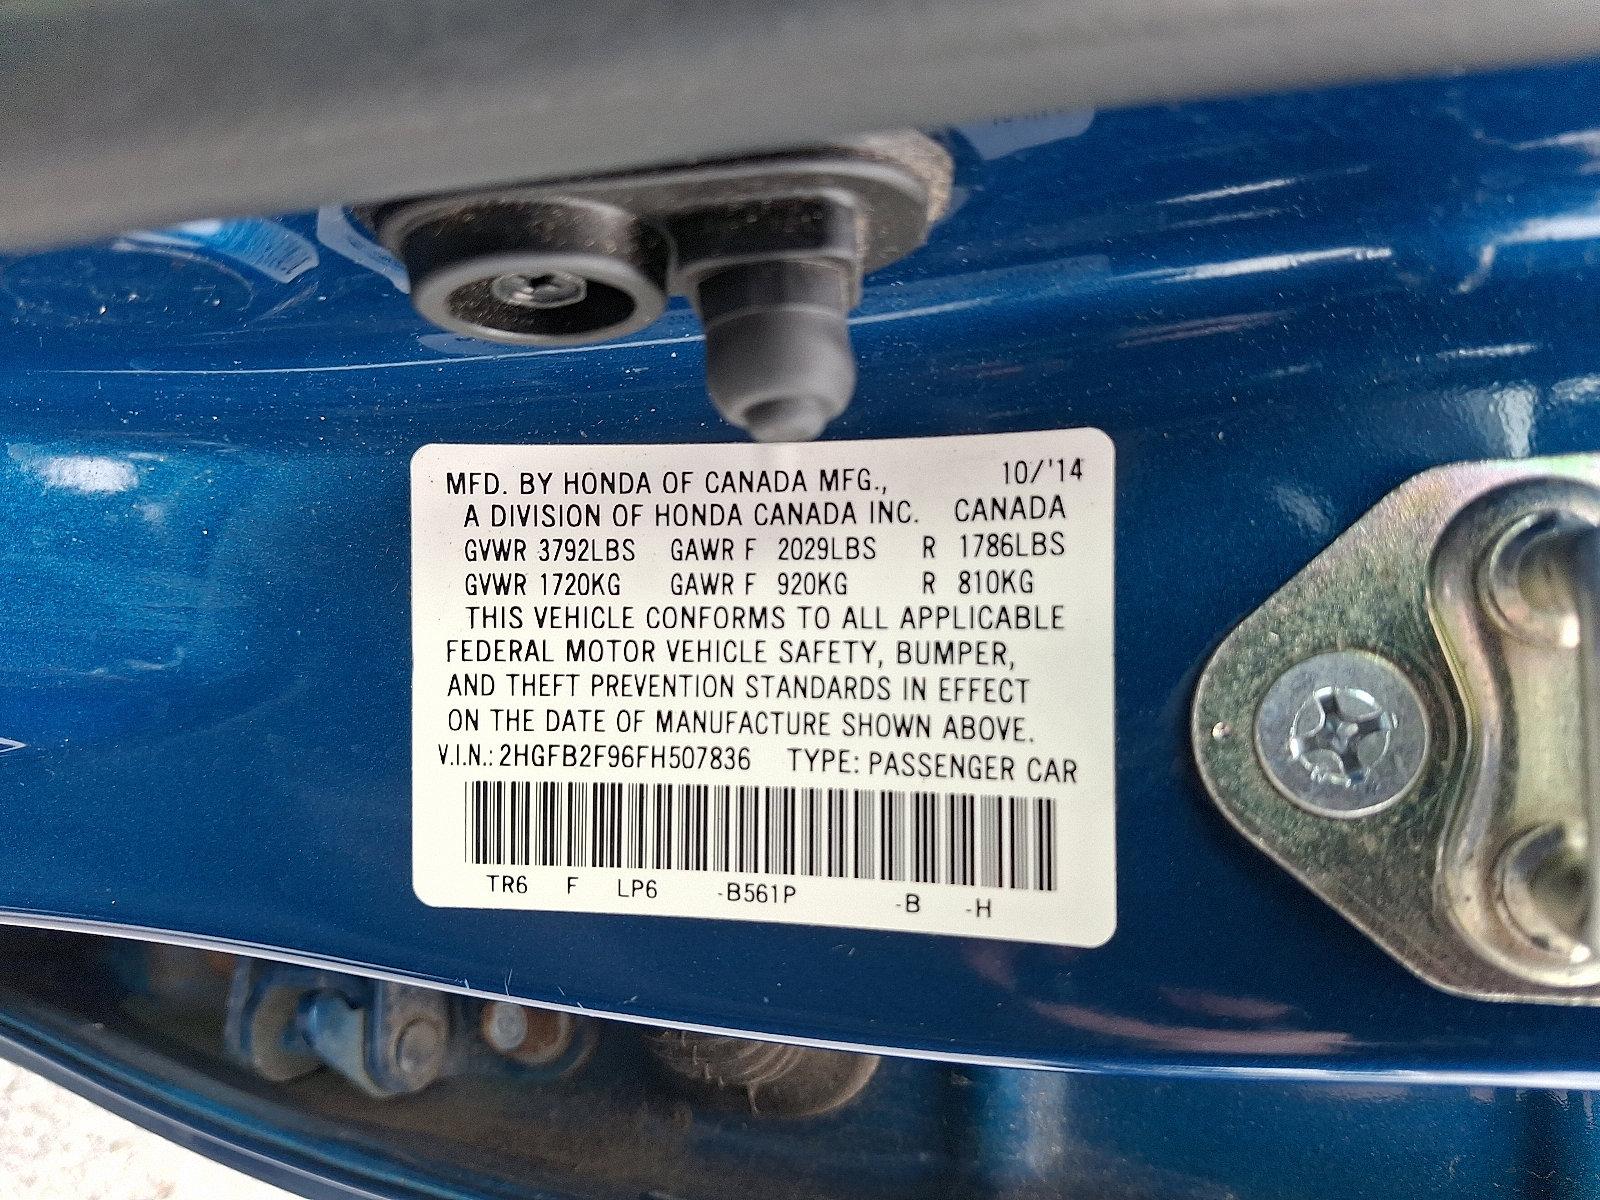 MFD. BY HONDA OF CANADA MFG., 10/'14
A DIVISION OF HONDA CANADA INC. CANADA
GVWR 3792LBS GAWR F 2029LBS R 1786LBS
GVWR 1720KG GAWR F 920KG R 810KG
THIS VEHICLE CONFORMS TO ALL APPLICABLE
FEDERAL MOTOR VEHICLE SAFETY, BUMPER,
AND THEFT PREVENTION STANDARDS IN EFFECT
ON THE DATE OF MANUFACTURE SHOWN ABOVE.
V.I.N.: 2HGFB2F96FH507836 TYPE: PASSENGER CAR
TR6 F LP6 -B561P -B -H